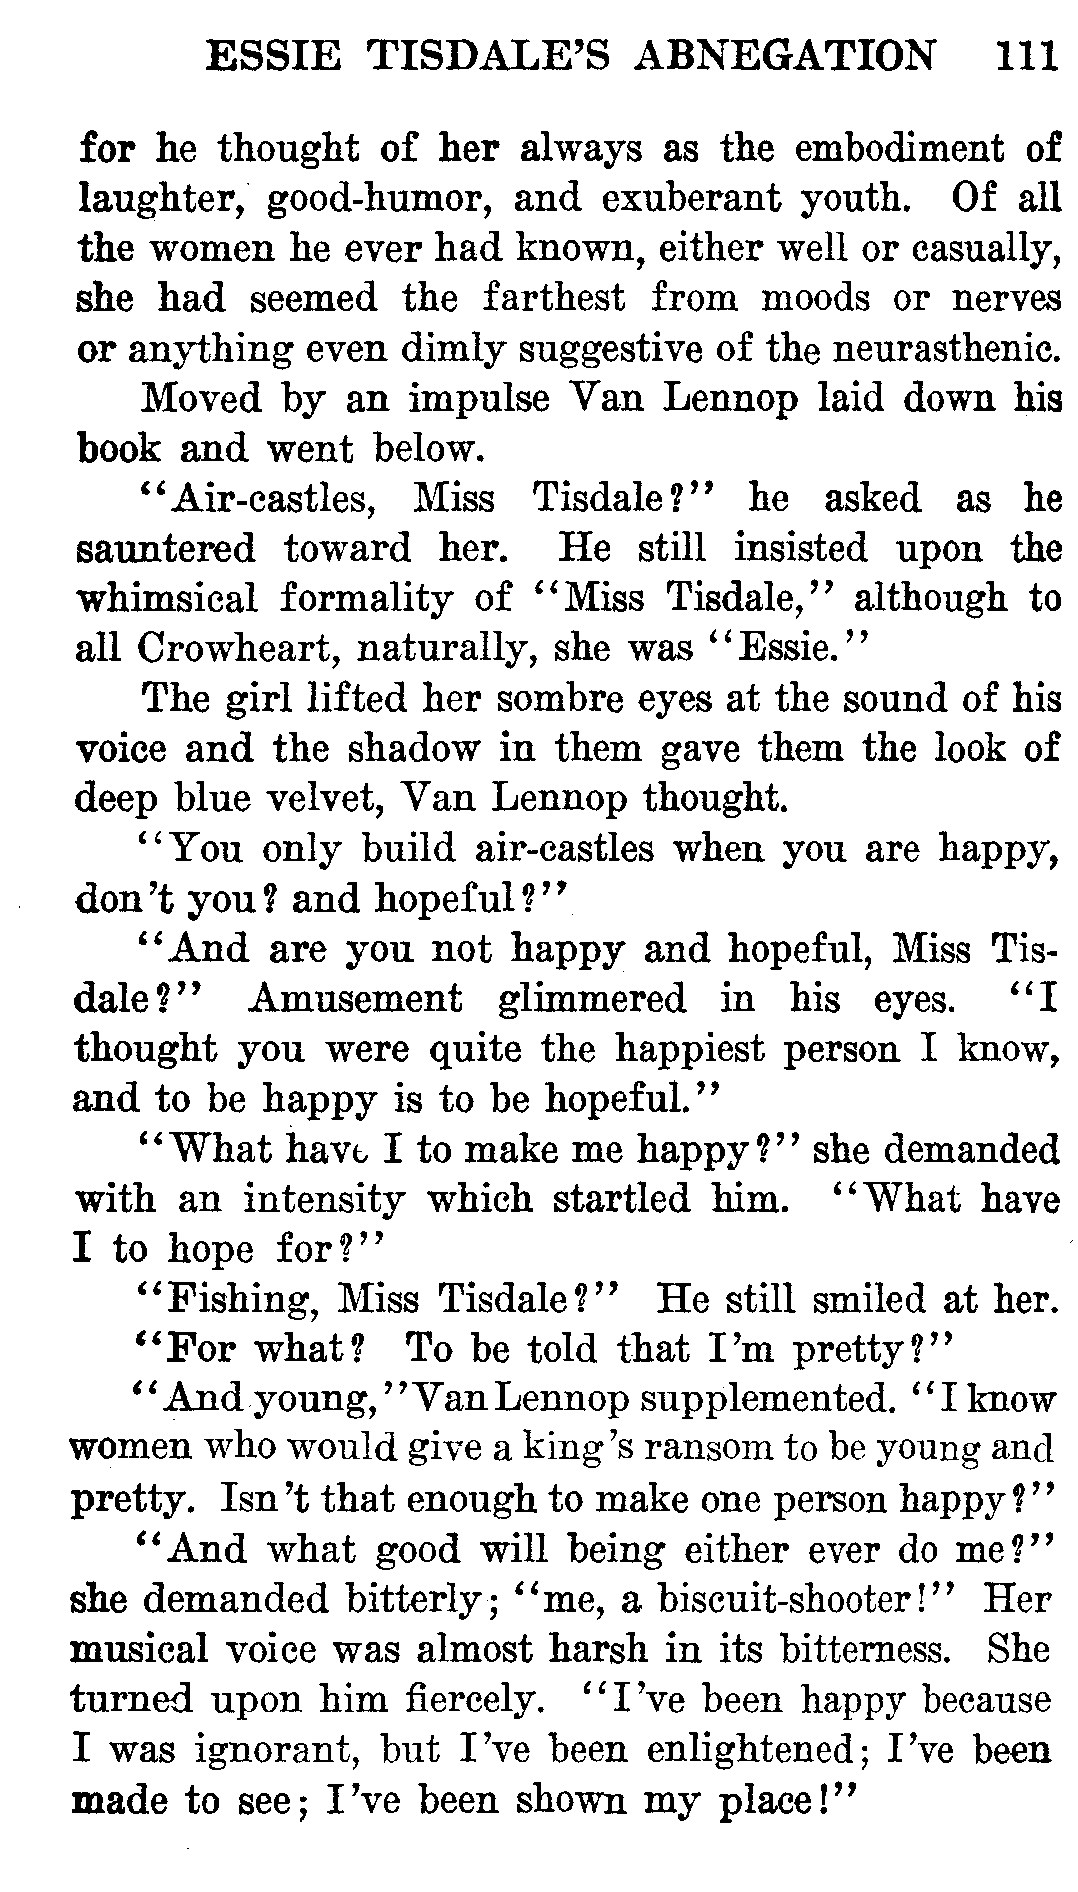 ESSIE TISDALE'S ABNEGATION 111
for he thought of her always as the embodiment of
laughter, good-humor, and exuberant youth. Of all
the women he ever had known, either well or casually,
she had seemed the farthest from moods or nerves
or anything even dimly suggestive of the neurasthenic.
Moved by an impulse Van Lennop laid down his
book and went below.
"Air-castles, Miss Tisdale?" he asked as he
sauntered toward her. He still insisted upon the
whimsical formality of "Miss Tisdale," although to
all Crowheart, naturally, she was "Essie."
The girl lifted her sombre eyes at the sound of his
voice and the shadow in them gave them the look of
deep blue velvet, Van Lennop thought.
"You only build air-castles when you are happy,
don't you? and hopeful?"
"And are you not happy and hopeful, Miss Tis-
dale?" Amusement glimmered in his eyes. "I
thought you were quite the happiest person I know,
and to be happy is to be hopeful."
"What have I to make me happy?" she demanded
with an intensity which startled him. "What have
I to hope for?"
"Fishing, Miss Tisdale?" He still smiled at her.
"For what? To be told that I'm pretty?"
"And young," Van Lennop supplemented. "I know
women who would give a king's ransom to be young and
pretty. Isn't that enough to make one person happy?"
"And what good will being either ever do me?"
she demanded bitterly; "me, a biscuit-shooter!" Her
musical voice was almost harsh in its bitterness. She
turned upon him fiercely. "I've been happy because
I was ignorant, but I've been enlightened; I've been
made to see; I've been shown my place!"